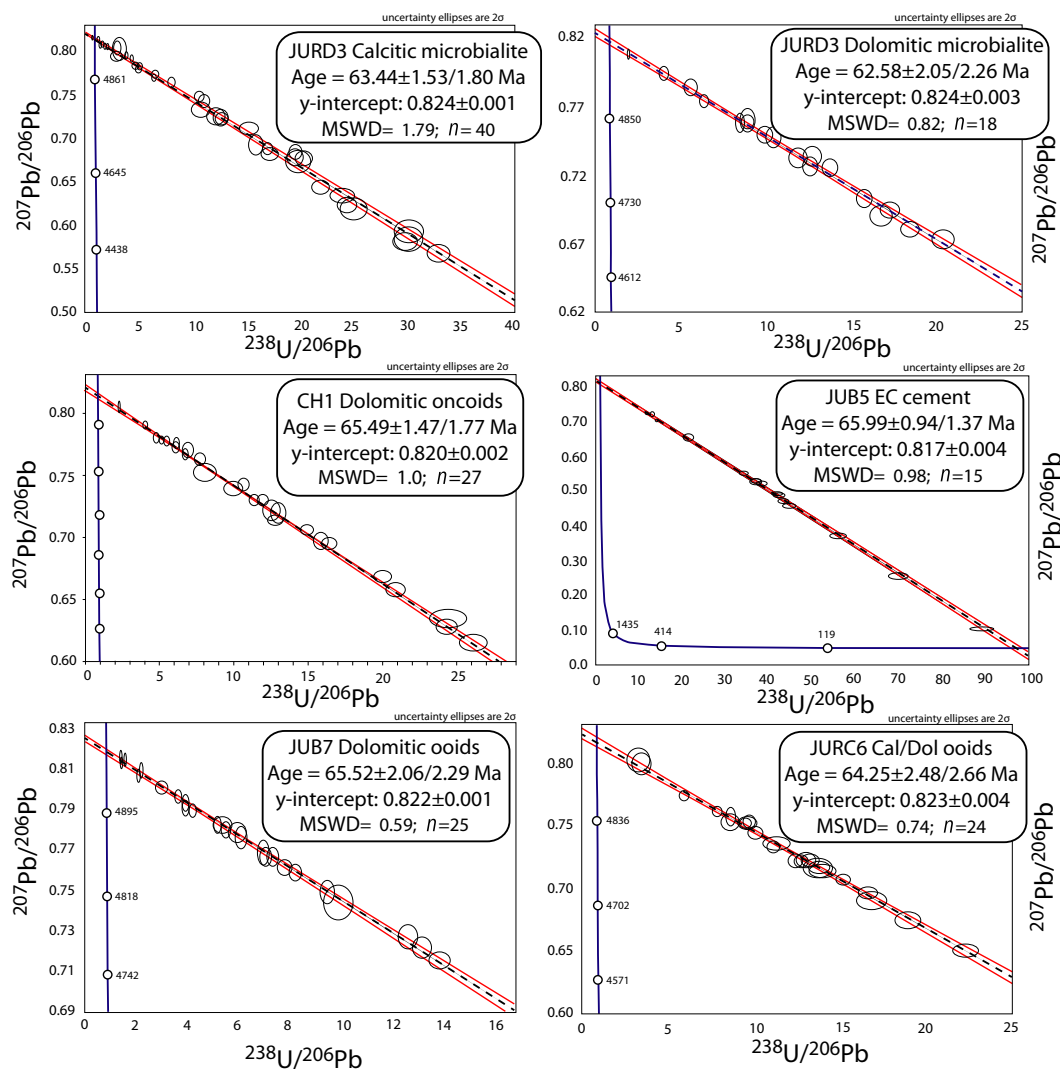 uncertainty ellipses are 2σ
JURD3 Calcitic microbialite
Age = 63.44±1.53/1.80 Ma
y-intercept: 0.824±0.001
MSWD= 1.79; n= 40
0.80
0.75
0.70
0.65
0.60
0.55
0.50
4861
4645
4438
0 5 10 15 20 25 30 35 40
207Pb/206Pb
238U/206Pb
uncertainty ellipses are 2σ
JURD3 Dolomitic microbialite
Age = 62.58±2.05/2.26 Ma
y-intercept: 0.824±0.003
MSWD= 0.82; n=18
0.82
0.77
0.72
0.67
0.62
4850
4730
4612
0 5 10 15 20 25
207Pb/206Pb
238U/206Pb
CH1 Dolomitic oncoids
Age = 65.49±1.47/1.77 Ma
y-intercept: 0.820±0.002
MSWD= 1.0; n=27
0.80
0.75
0.70
0.65
0.60
0 5 10 15 20 25
207Pb/206Pb
238U/206Pb
uncertainty ellipses are 2σ
JUB5 EC cement
Age = 65.99±0.94/1.37 Ma
y-intercept: 0.817±0.004
MSWD= 0.98; n=15
0.80
0.70
0.60
0.50
0.40
0.30
0.20
0.10
0.0
1435
414
119
0 10 20 30 40 50 60 70 80 90 100
207Pb/206Pb
238U/206Pb
uncertainty ellipses are 2σ
JUB7 Dolomitic ooids
Age = 65.52±2.06/2.29 Ma
y-intercept: 0.822±0.001
MSWD= 0.59; n=25
0.83
0.81
0.79
0.77
0.75
0.73
0.71
0.69
4895
4818
4742
0 2 4 6 8 10 12 14 16
207Pb/206Pb
238U/206Pb
uncertainty ellipses are 2σ
JURC6 Cal/Dol ooids
Age = 64.25±2.48/2.66 Ma
y-intercept: 0.823±0.004
MSWD= 0.74; n=24
0.80
0.75
0.70
0.65
0.60
4836
4702
4571
0 5 10 15 20 25
207Pb/206Pb
238U/206Pb